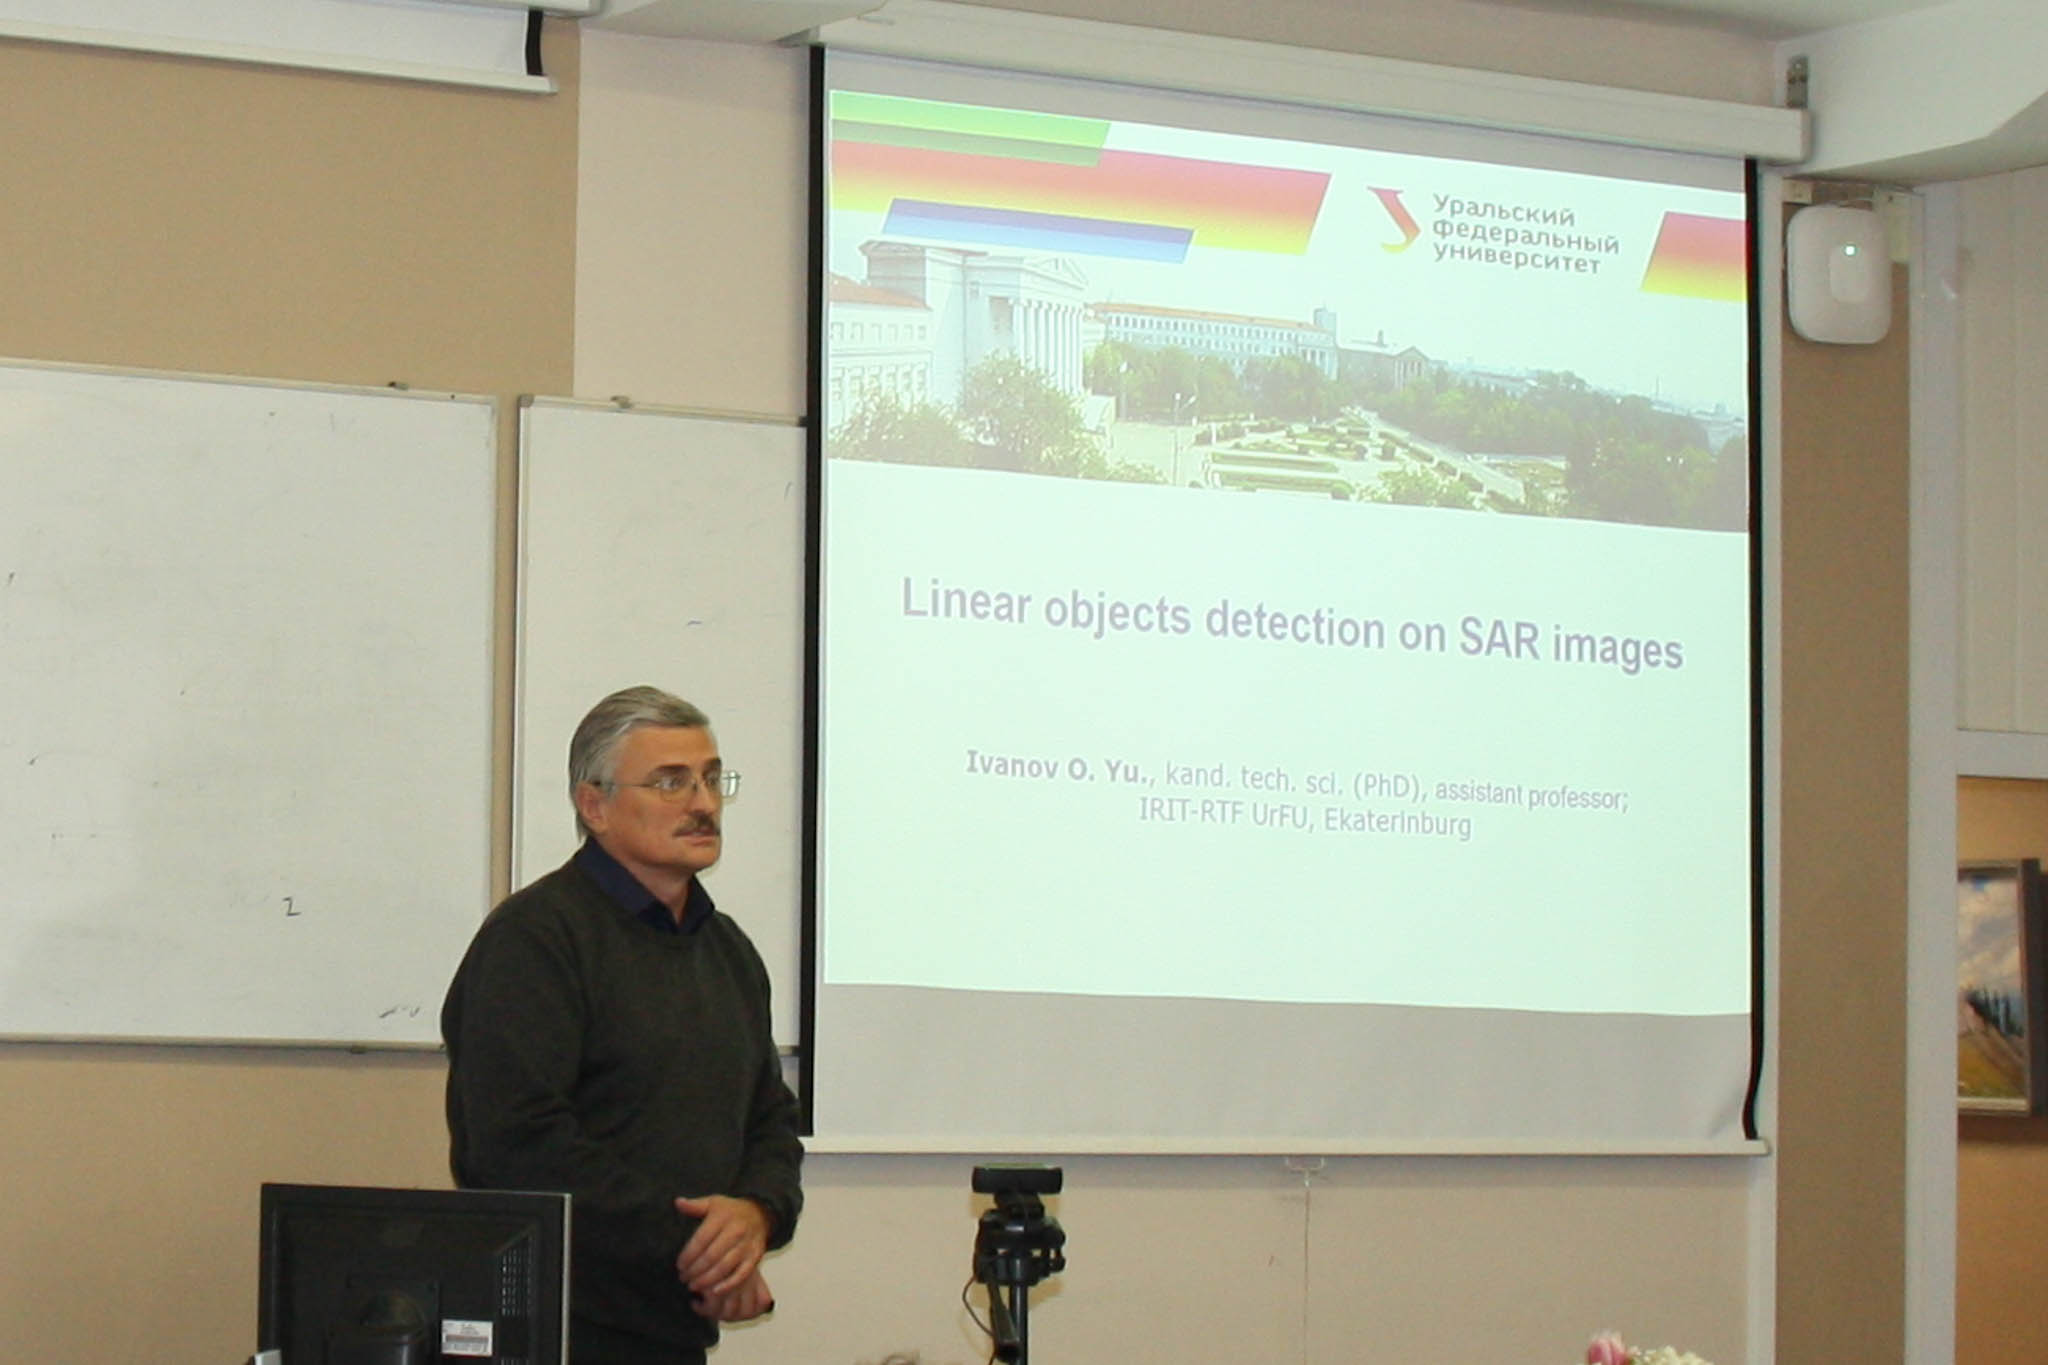 Уральский
федеральный
университет
Linear objects detection on SAR images
Ivanov O. Yu., kand. tech. sci. (PhD), assistant professor;
IRIT-RTF UrFU, Ekaterinburg